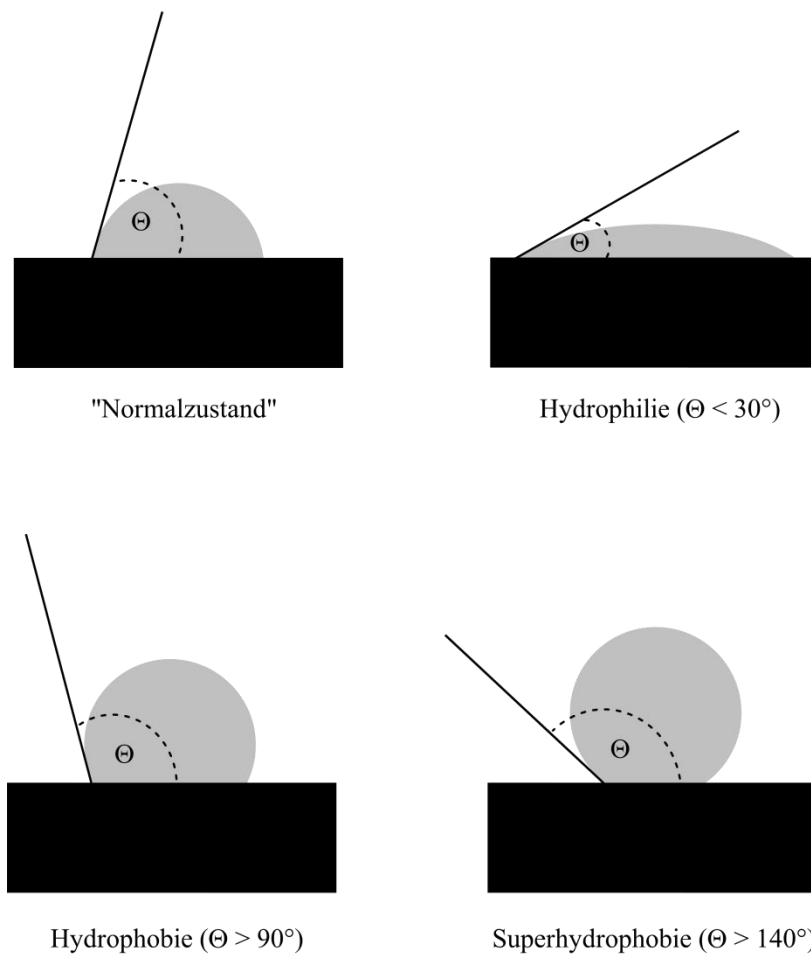 Θ
Θ
"Normalzustand"
Hydrophilie (Θ < 30°)
Θ
Θ
Hydrophobie (Θ > 90°)
Superhydrophobie (Θ > 140°)